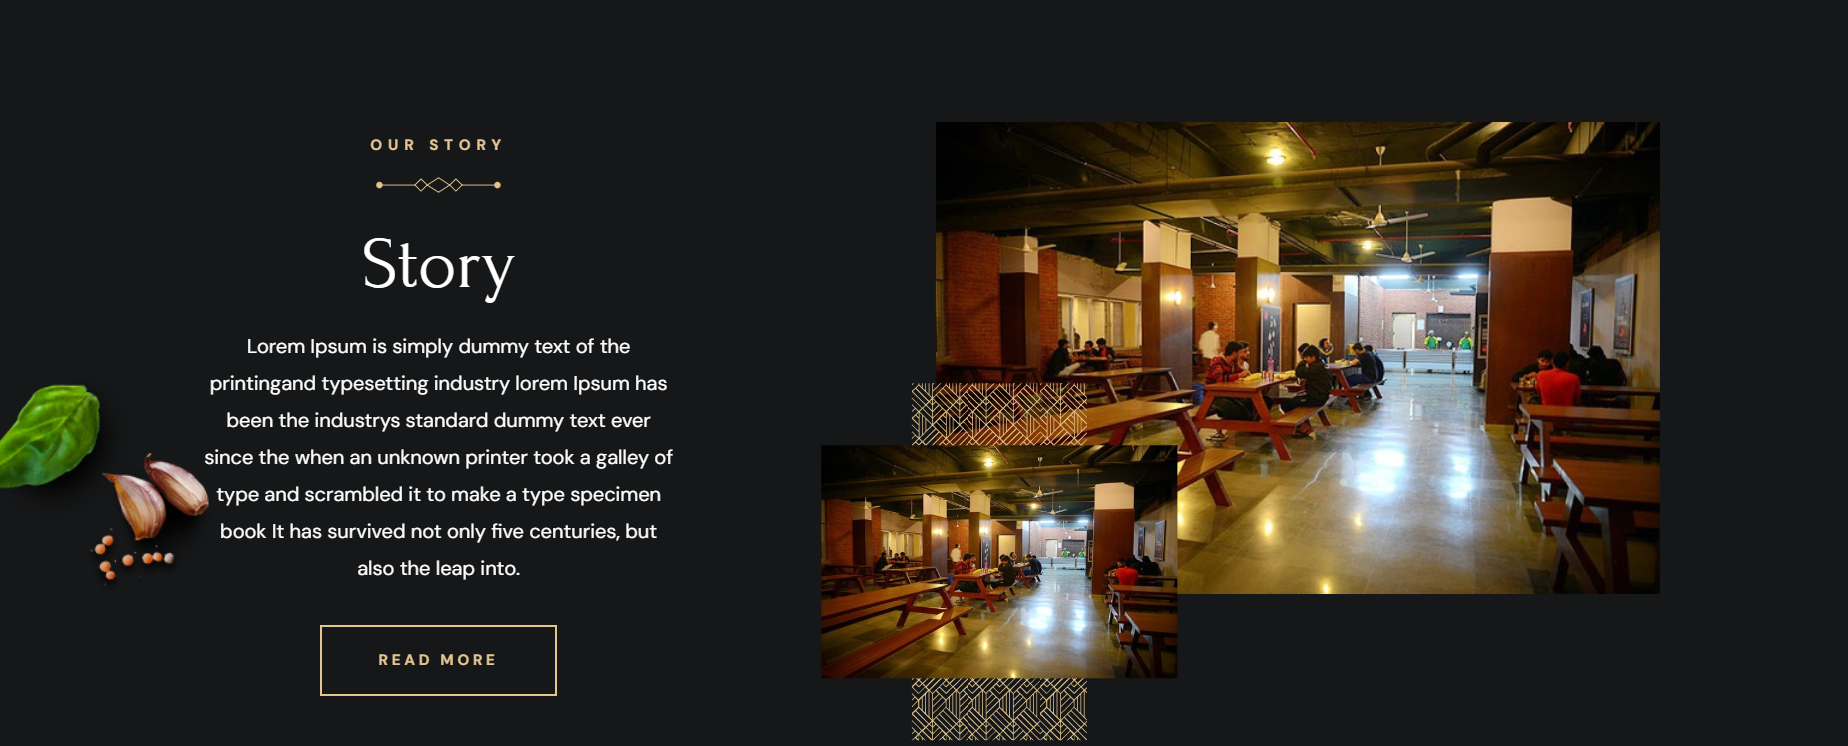 OUR STORY
Story
Lorem Ipsum is simply dummy text of the
printingand typesetting industry lorem Ipsum has
been the industrys standard dummy text ever
since the when an unknown printer took a galley of
type and scrambled it to make a type specimen
book It has survived not only five centuries, but
also the leap into.
READ MORE